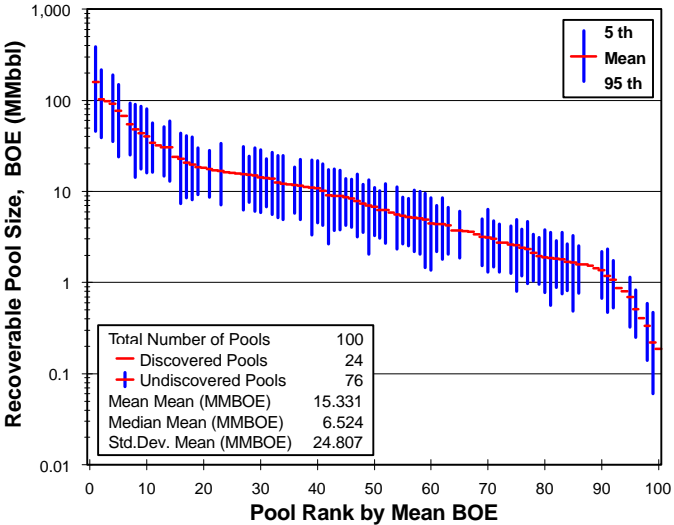 1,000
100
10
1
0.1
0.01
Recoverable Pool Size, BOE (MMbbl)
5 th
Mean
95 th
Total Number of Pools 100
Discovered Pools 24
Undiscovered Pools 76
Mean Mean (MMBOE) 15.331
Median Mean (MMBOE) 6.524
Std.Dev. Mean (MMBOE) 24.807
0 10 20 30 40 50 60 70 80 90 100
Pool Rank by Mean BOE